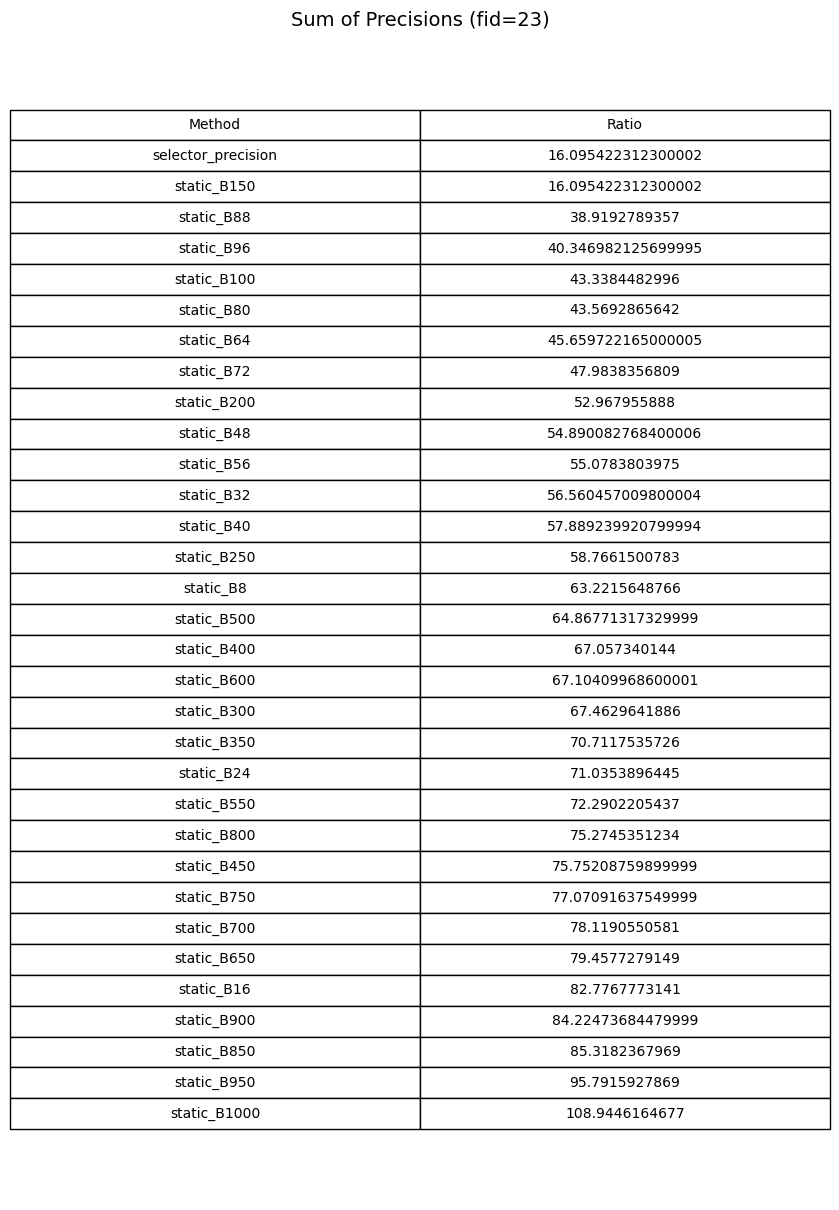 Sum of Precisions (fid=23)
Method Ratio
selector_precision 16.095422312300002
static_B150 16.095422312300002
static_B88 38.9192789357
static_B96 40.346982125699995
static_B100 43.3384482996
static_B80 43.5692865642
static_B64 45.659722165000005
static_B72 47.9838356809
static_B200 52.967955888
static_B48 54.890082768400006
static_B56 55.0783803975
static_B32 56.560457009800004
static_B40 57.889239920799994
static_B250 58.7661500783
static_B8 63.2215648766
static_B500 64.86771317329999
static_B400 67.057340144
static_B600 67.10409968600001
static_B300 67.4629641886
static_B350 70.7117535726
static_B24 71.0353896445
static_B550 72.2902205437
static_B800 75.2745351234
static_B450 75.75208759899999
static_B750 77.07091637549999
static_B700 78.1190550581
static_B650 79.4577279149
static_B16 82.7767773141
static_B900 84.22473684479999
static_B850 85.3182367969
static_B950 95.7915927869
static_B1000 108.9446164677